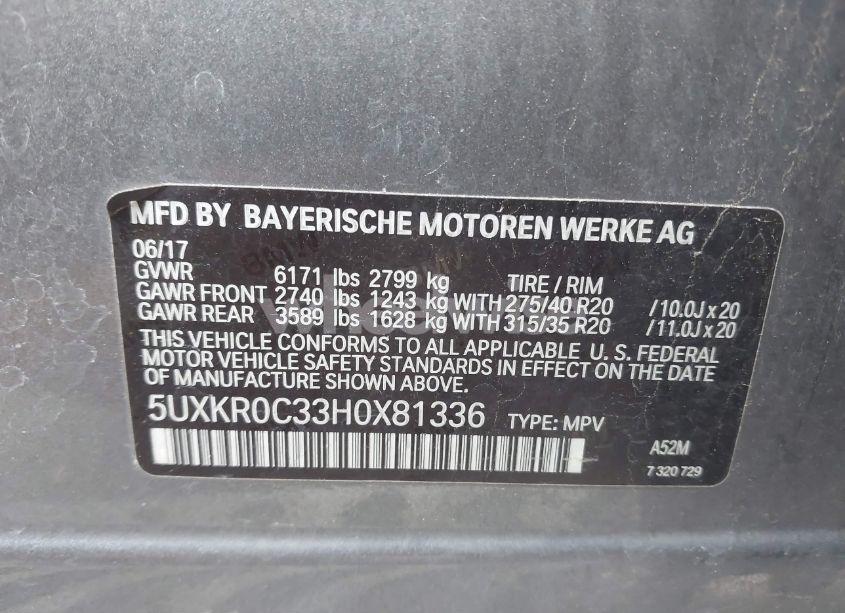 MFD BY BAYERISCHE MOTOREN WERKE AG
06/17
GVWR 6171 lbs 2799 kg TIRE / RIM
GAWR FRONT 2740 lbs 1243 kg WITH 275/40 R20 / 10.0J x 20
GAWR REAR 3589 lbs 1628 kg WITH 315/35 R20 / 11.0J x 20
THIS VEHICLE CONFORMS TO ALL APPLICABLE U. S. FEDERAL
MOTOR VEHICLE SAFETY STANDARDS IN EFFECT ON THE DATE
OF MANUFACTURE SHOWN ABOVE.
5UXKR0C33H0X81336 TYPE: MPV
A52M
7 320 729